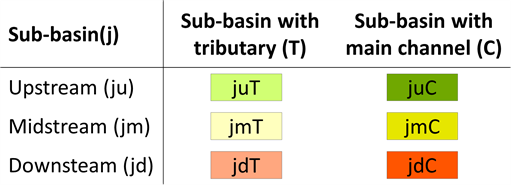 Sub-basin(j) Sub-basin with tributary (T) Sub-basin with main channel (C)
Upstream (ju) juT juC
Midstream (jm) jmT jmC
Downsteam (jd) jdT jdC